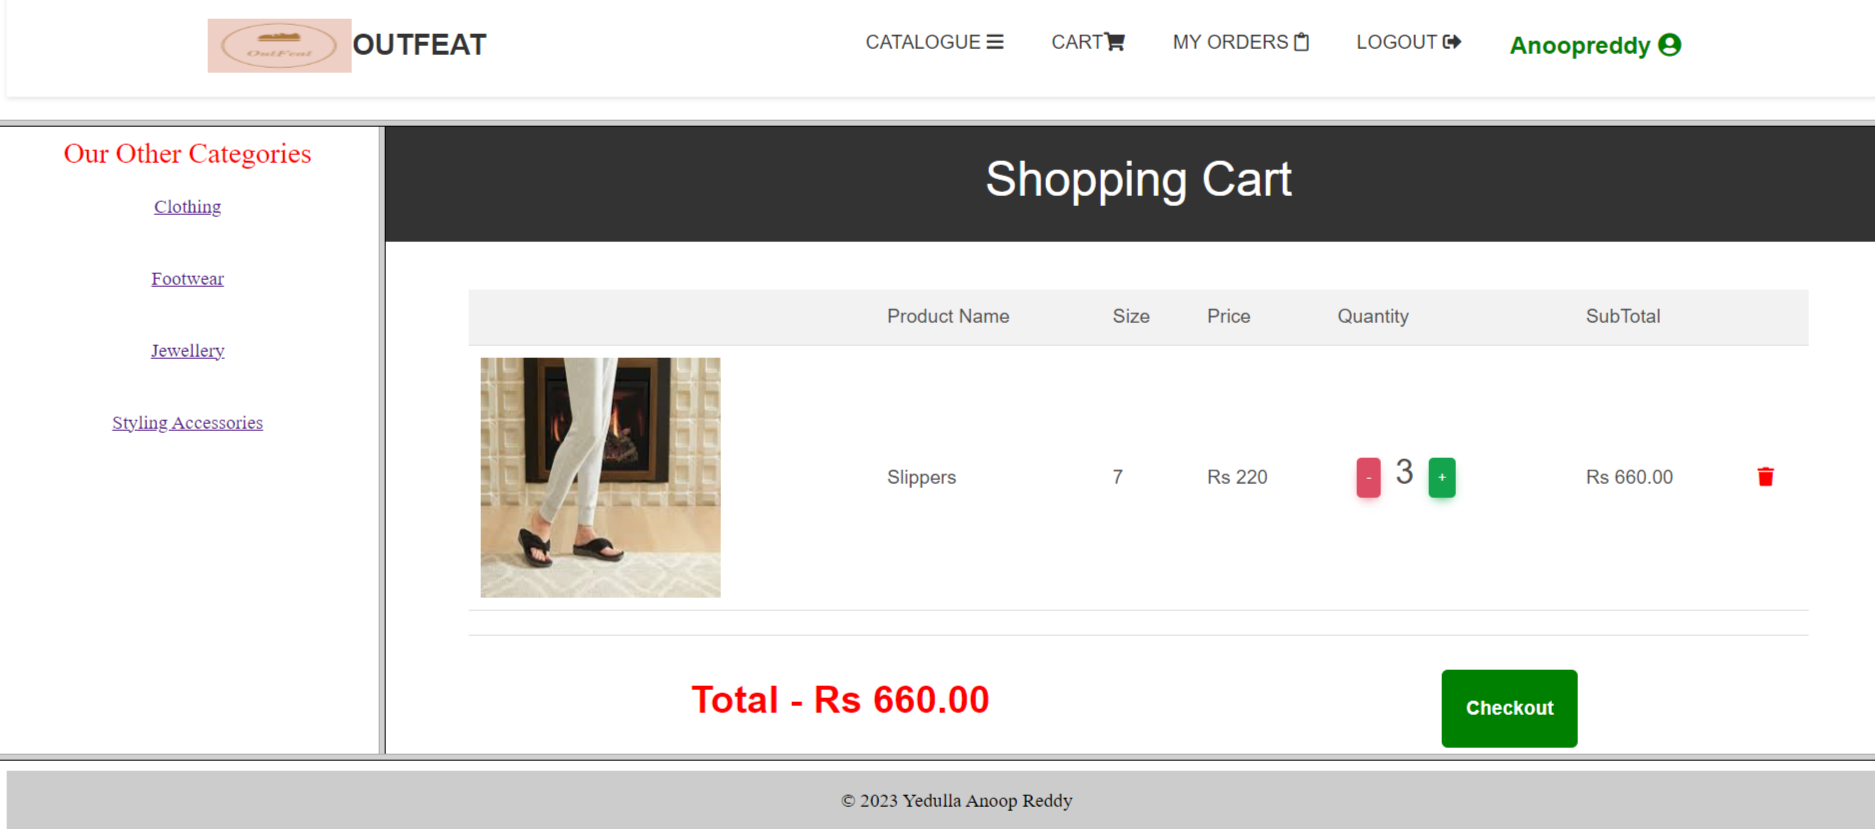 OutFeat OUTFEAT CATALOGUE CART MY ORDERS LOGOUT Anoopreddy
Our Other Categories
Clothing
Footwear
Jewellery
Styling Accessories
Shopping Cart
Product Name Size Price Quantity SubTotal
Slippers 7 Rs 220 - 3 + Rs 660.00
Total - Rs 660.00 Checkout
© 2023 Yedulla Anoop Reddy